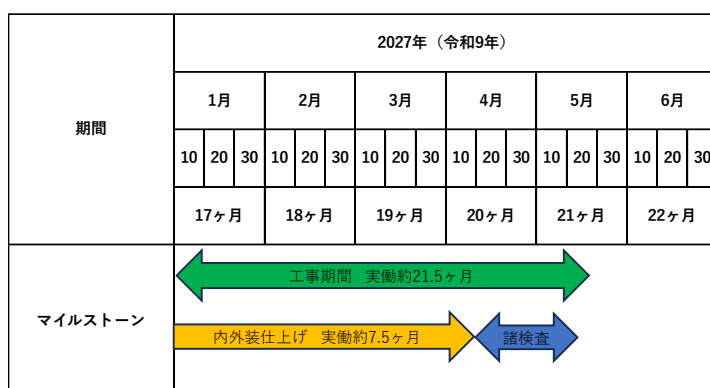 期間
2027年（令和9年）
1月 2月 3月 4月 5月 6月
10 20 30 10 20 30 10 20 30 10 20 30 10 20 30 10 20 30
17ヶ月 18ヶ月 19ヶ月 20ヶ月 21ヶ月 22ヶ月
マイルストーン
工事期間　実働約21.5ヶ月
内外装仕上げ　実働約7.5ヶ月 諸検査